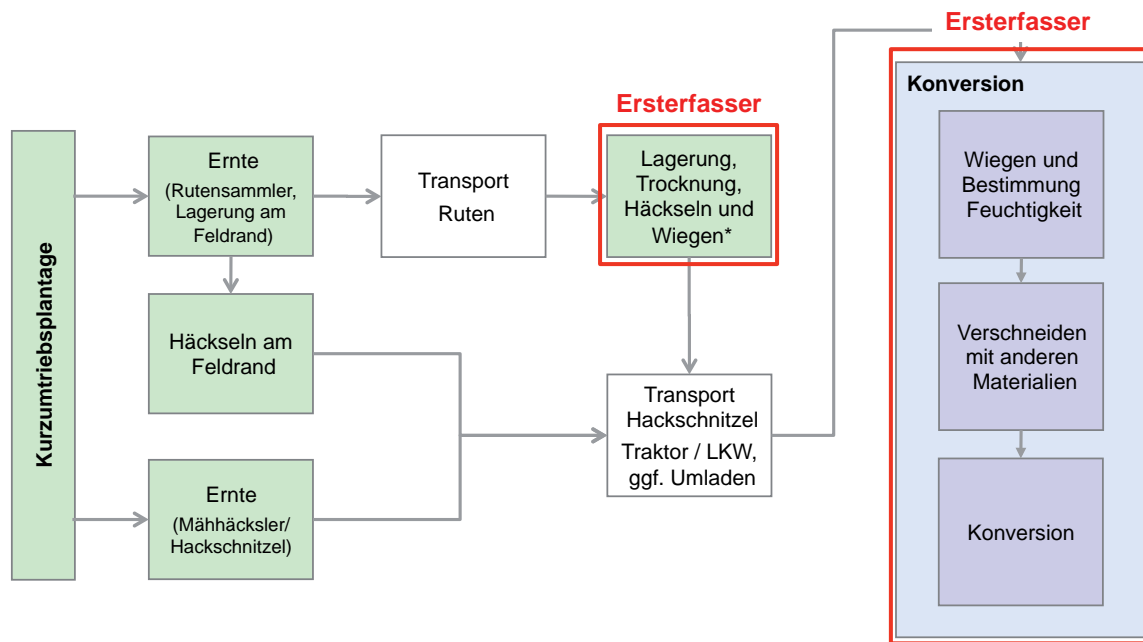 Ersterfasser
Konversion
Ersterfasser
Kurzumtriebsplantage
Ernte
(Rutensammler,
Lagerung am
Feldrand)
Transport
Ruten
Lagerung,
Trocknung,
Häckseln und
Wiegen*
Wiegen und
Bestimmung
Feuchtigkeit
Häckseln am
Feldrand
Verschneiden
mit anderen
Materialien
Transport
Hackschnitzel
Traktor / LKW,
ggf. Umladen
Ernte
(Mähhäcksler/
Hackschnitzel)
Konversion